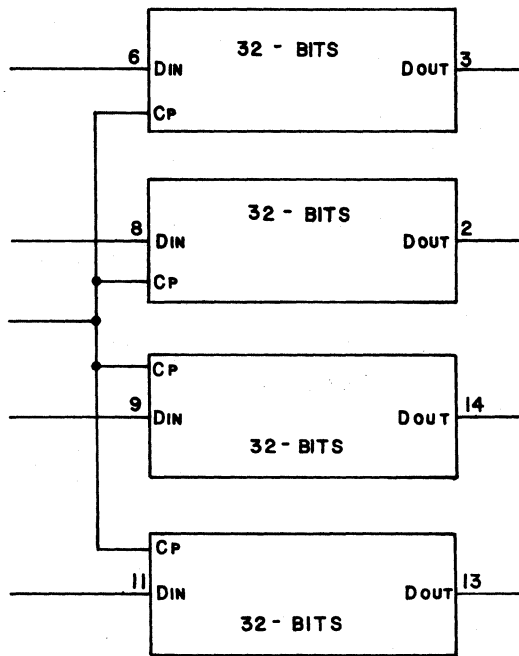 32 - BITS
6 DIN DOUT 3
CP
32 - BITS
8 DIN DOUT 2
CP
CP
9 DIN DOUT 14
32 - BITS
CP
11 DIN DOUT 13
32 - BITS